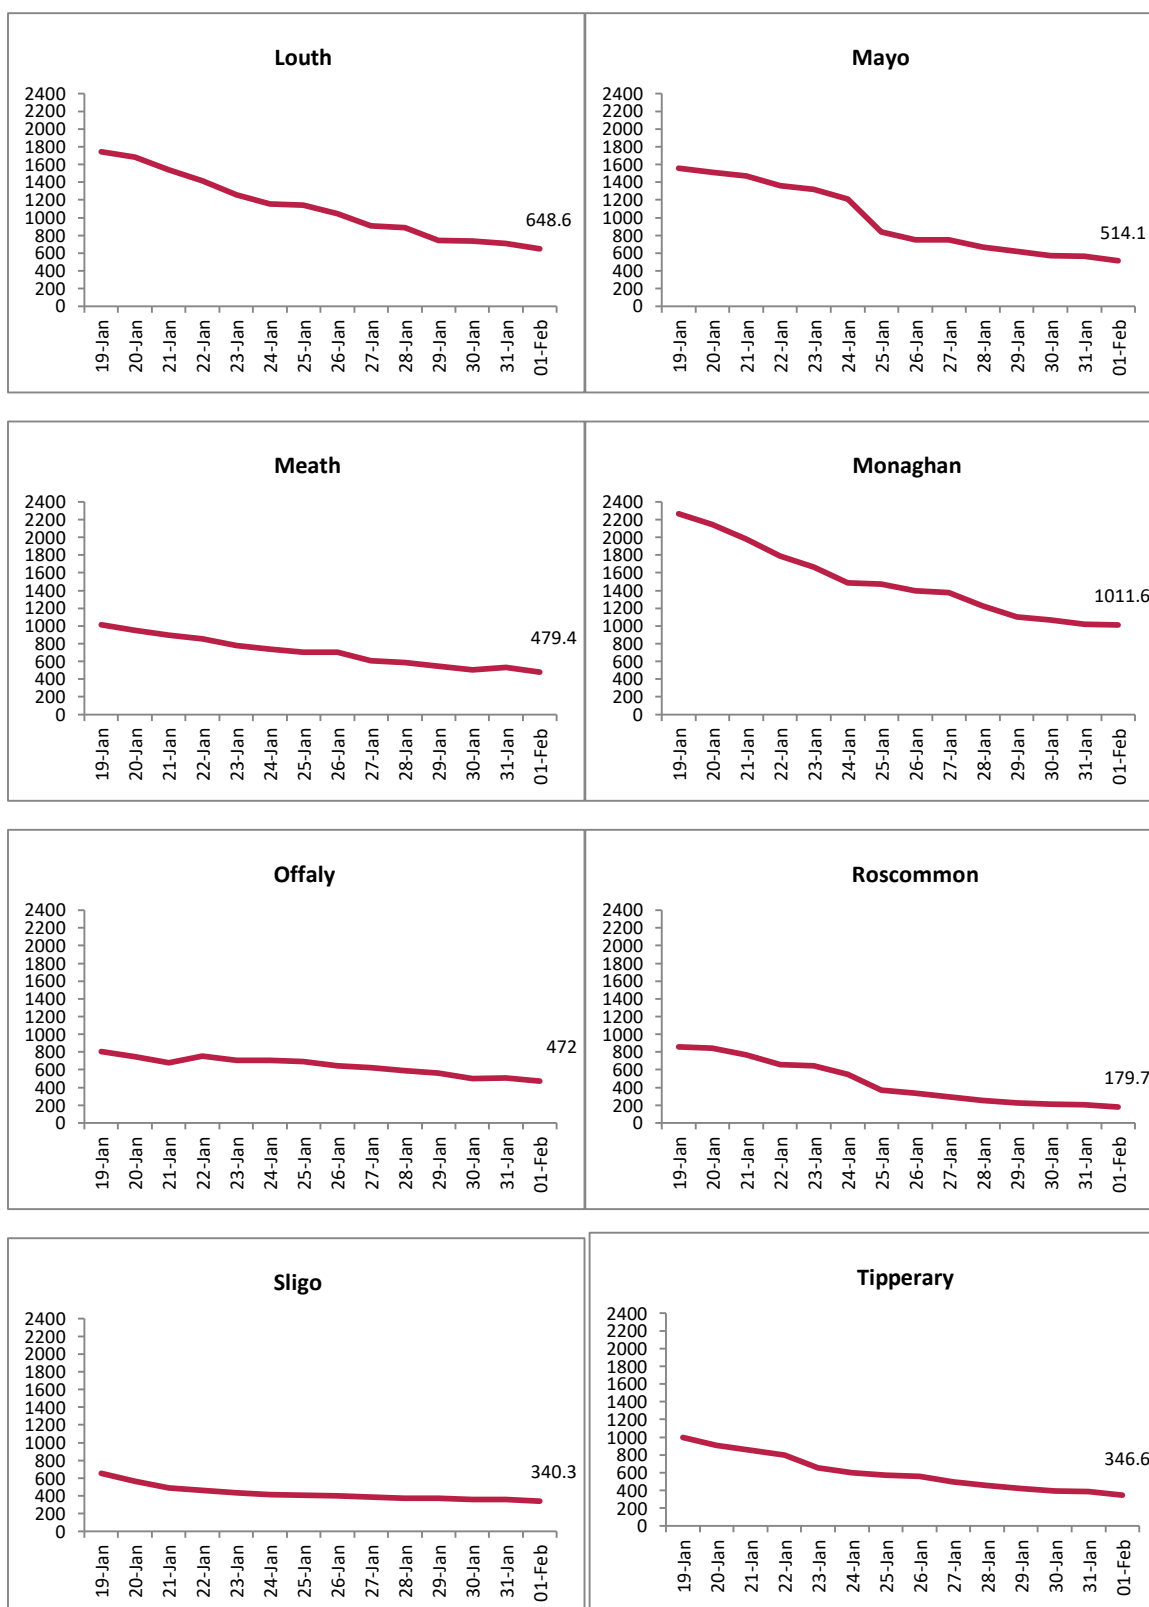 Louth
2400
2200
2000
1800
1600
1400
1200
1000
800
600
400
200
0
648.6
19-Jan
20-Jan
21-Jan
22-Jan
23-Jan
24-Jan
25-Jan
26-Jan
27-Jan
28-Jan
29-Jan
30-Jan
31-Jan
01-Feb
Mayo
2400
2200
2000
1800
1600
1400
1200
1000
800
600
400
200
0
514.1
19-Jan
20-Jan
21-Jan
22-Jan
23-Jan
24-Jan
25-Jan
26-Jan
27-Jan
28-Jan
29-Jan
30-Jan
31-Jan
01-Feb
Meath
2400
2200
2000
1800
1600
1400
1200
1000
800
600
400
200
0
479.4
19-Jan
20-Jan
21-Jan
22-Jan
23-Jan
24-Jan
25-Jan
26-Jan
27-Jan
28-Jan
29-Jan
30-Jan
31-Jan
01-Feb
Monaghan
2400
2200
2000
1800
1600
1400
1200
1000
800
600
400
200
0
1011.6
19-Jan
20-Jan
21-Jan
22-Jan
23-Jan
24-Jan
25-Jan
26-Jan
27-Jan
28-Jan
29-Jan
30-Jan
31-Jan
01-Feb
Offaly
2400
2200
2000
1800
1600
1400
1200
1000
800
600
400
200
0
472
19-Jan
20-Jan
21-Jan
22-Jan
23-Jan
24-Jan
25-Jan
26-Jan
27-Jan
28-Jan
29-Jan
30-Jan
31-Jan
01-Feb
Roscommon
2400
2200
2000
1800
1600
1400
1200
1000
800
600
400
200
0
179.7
19-Jan
20-Jan
21-Jan
22-Jan
23-Jan
24-Jan
25-Jan
26-Jan
27-Jan
28-Jan
29-Jan
30-Jan
31-Jan
01-Feb
Sligo
2400
2200
2000
1800
1600
1400
1200
1000
800
600
400
200
0
340.3
19-Jan
20-Jan
21-Jan
22-Jan
23-Jan
24-Jan
25-Jan
26-Jan
27-Jan
28-Jan
29-Jan
30-Jan
31-Jan
01-Feb
Tipperary
2400
2200
2000
1800
1600
1400
1200
1000
800
600
400
200
0
346.6
19-Jan
20-Jan
21-Jan
22-Jan
23-Jan
24-Jan
25-Jan
26-Jan
27-Jan
28-Jan
29-Jan
30-Jan
31-Jan
01-Feb